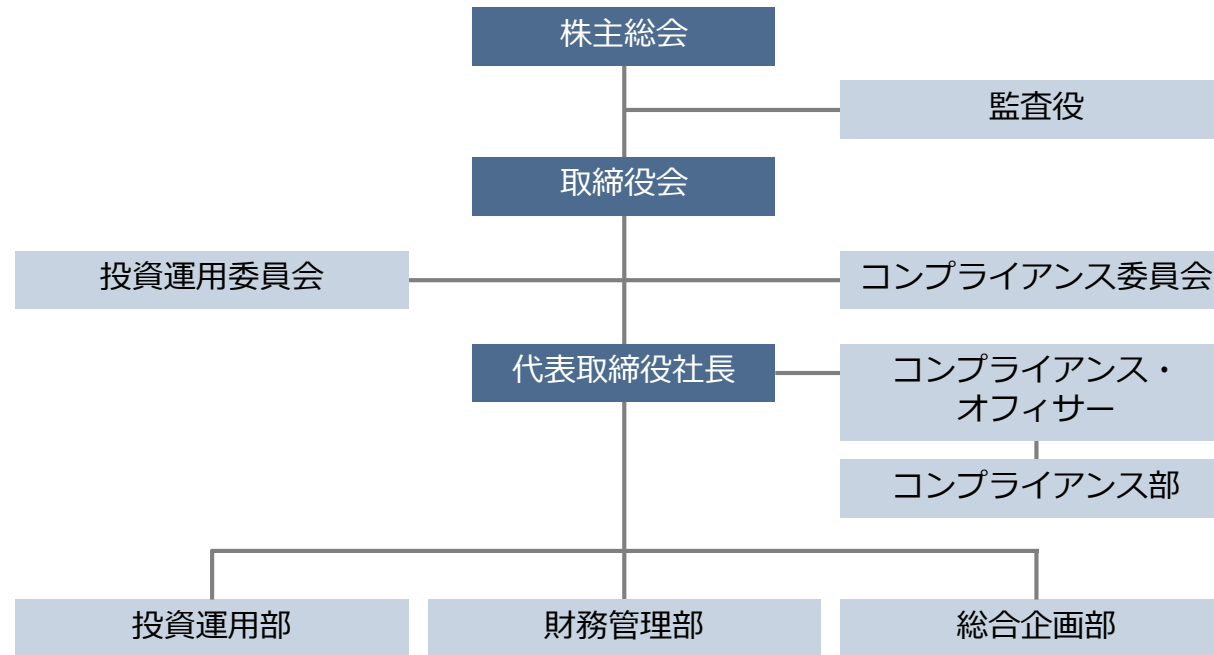 株主総会
監査役
取締役会
投資運用委員会
コンプライアンス委員会
代表取締役社長
コンプライアンス・
オフィサー
コンプライアンス部
投資運用部
財務管理部
総合企画部